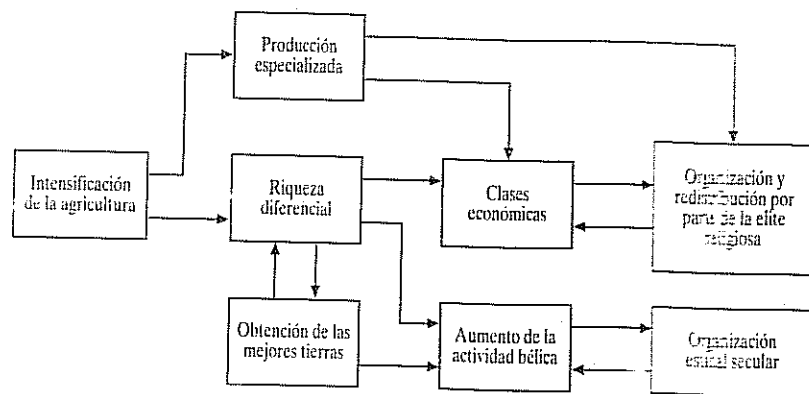 Producción
especializada
Intensificación
de la agricultura
Riqueza
diferencial
Clases
económicas
Organización y
redistribución por
parte de la elite
religiosa
Obtención de las
mejores tierras
Aumento de la
actividad bélica
Organización
estatal secular